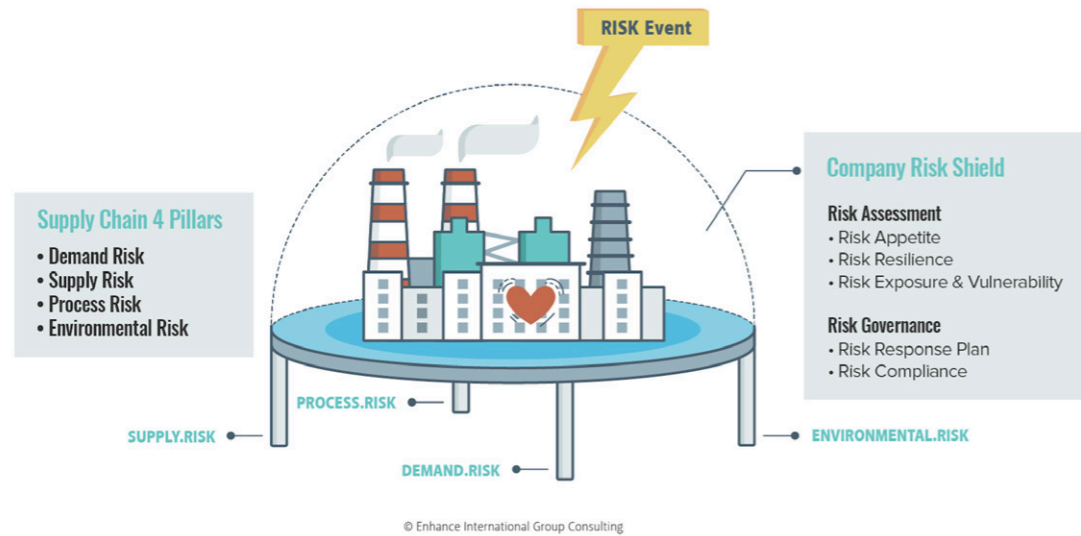 RISK Event
Supply Chain 4 Pillars
• Demand Risk
• Supply Risk
• Process Risk
• Environmental Risk
Company Risk Shield
Risk Assessment
• Risk Appetite
• Risk Resilience
• Risk Exposure & Vulnerability
Risk Governance
• Risk Response Plan
• Risk Compliance
PROCESS.RISK
SUPPLY.RISK
ENVIRONMENTAL.RISK
DEMAND.RISK
© Enhance International Group Consulting